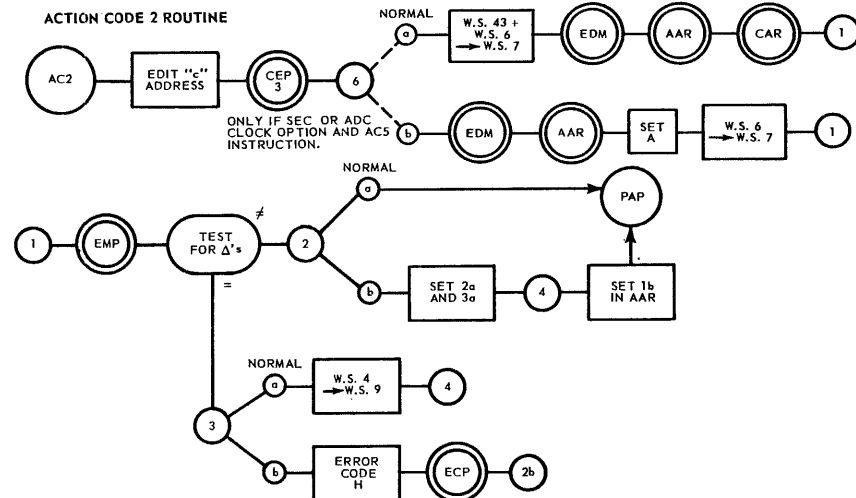 ACTION CODE 2 ROUTINE
NORMAL
a
W.S. 43 +
W.S. 6
→ W.S. 7
EDM
AAR
CAR
1
AC2
EDIT "c"
ADDRESS
CEP
3
6
ONLY IF SEC OR ADC
CLOCK OPTION AND AC5
INSTRUCTION.
b
EDM
AAR
SET
A
W.S. 6
→ W.S. 7
1
NORMAL
a
PAP
1
EMP
TEST
FOR Δ's
≠
=
2
b
SET 2a
AND 3a
4
SET 1b
IN AAR
NORMAL
a
W.S. 4
→ W.S. 9
4
3
b
ERROR
CODE
H
ECP
2b